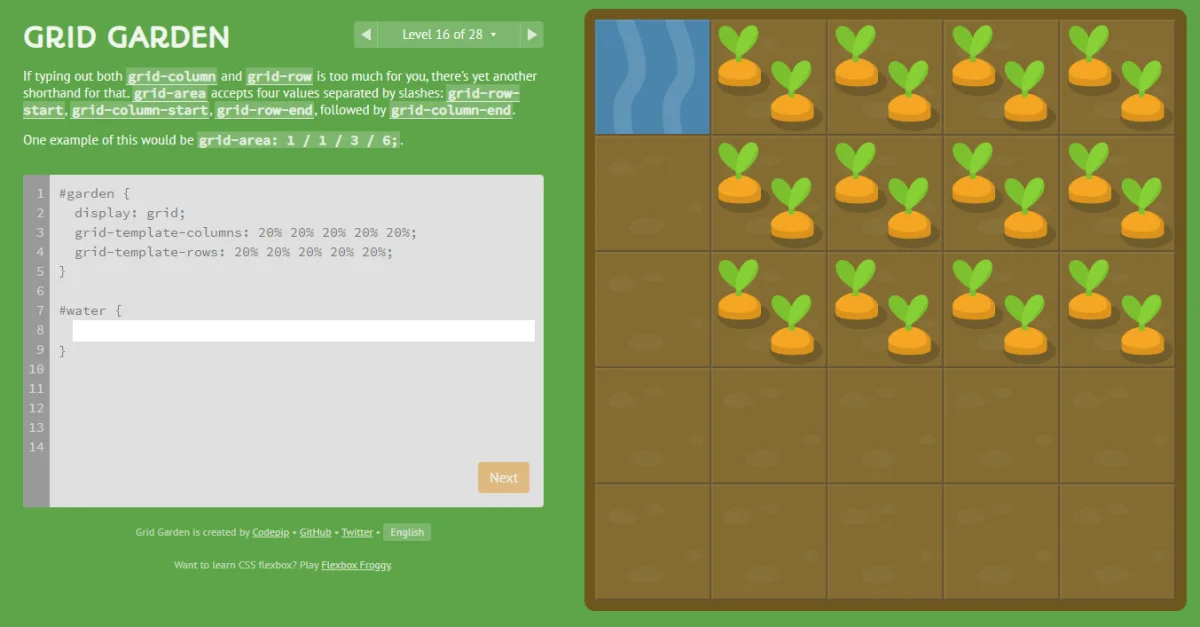 GRID GARDEN
Level 16 of 28
If typing out both grid-column and grid-row is too much for you, there's yet another
shorthand for that. grid-area accepts four values separated by slashes: grid-row-
start, grid-column-start, grid-row-end, followed by grid-column-end.
One example of this would be grid-area: 1 / 1 / 3 / 6;.
1 #garden {
2 display: grid;
3 grid-template-columns: 20% 20% 20% 20% 20%;
4 grid-template-rows: 20% 20% 20% 20% 20%;
5 }
6
7 #water {
8
9 }
10
11
12
13
14
Next
Grid Garden is created by Codepip • GitHub • Twitter • English
Want to learn CSS flexbox? Play Flexbox Froggy.